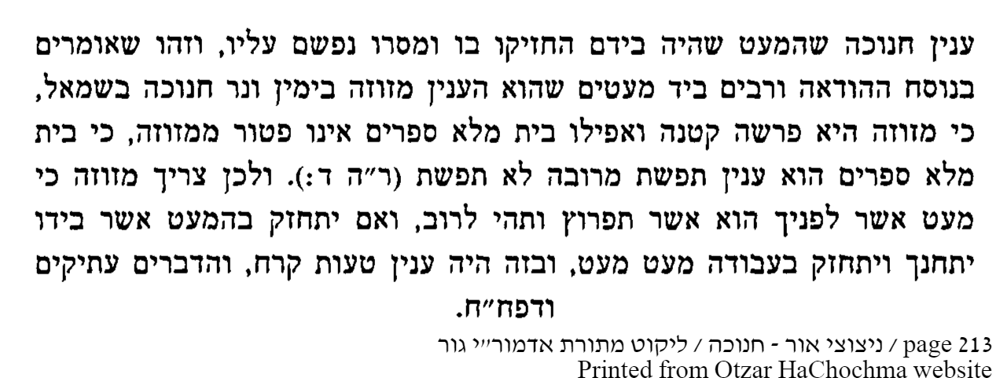 ענין חנוכה שהמעט שהיה בידם החזיקו בו ומסרו נפשם עליו, וזהו שאומרים
בנוסח ההודאה ורבים ביד מעטים שהוא הענין מזוזה בימין ונר חנוכה בשמאל,
כי מזוזה היא פרשה קטנה ואפילו בית מלא ספרים אינו פטור ממזוזה, כי בית
מלא ספרים הוא ענין תפשת מרובה לא תפשת (ר״ה ד:). ולכן צריך מזוזה כי
מעט אשר לפניך הוא אשר תפרוץ ותהי לרוב, ואם יתחזק בהמעט אשר בידו
יתחנך ויתחזק בעבודה מעט מעט, ובזה היה ענין טעות קרח, והדברים עתיקים
ודפח״ח.
ניצוצי אור - חנוכה / ליקוט מתורת אדמור״י גור / page 213
Printed from Otzar HaChochma website